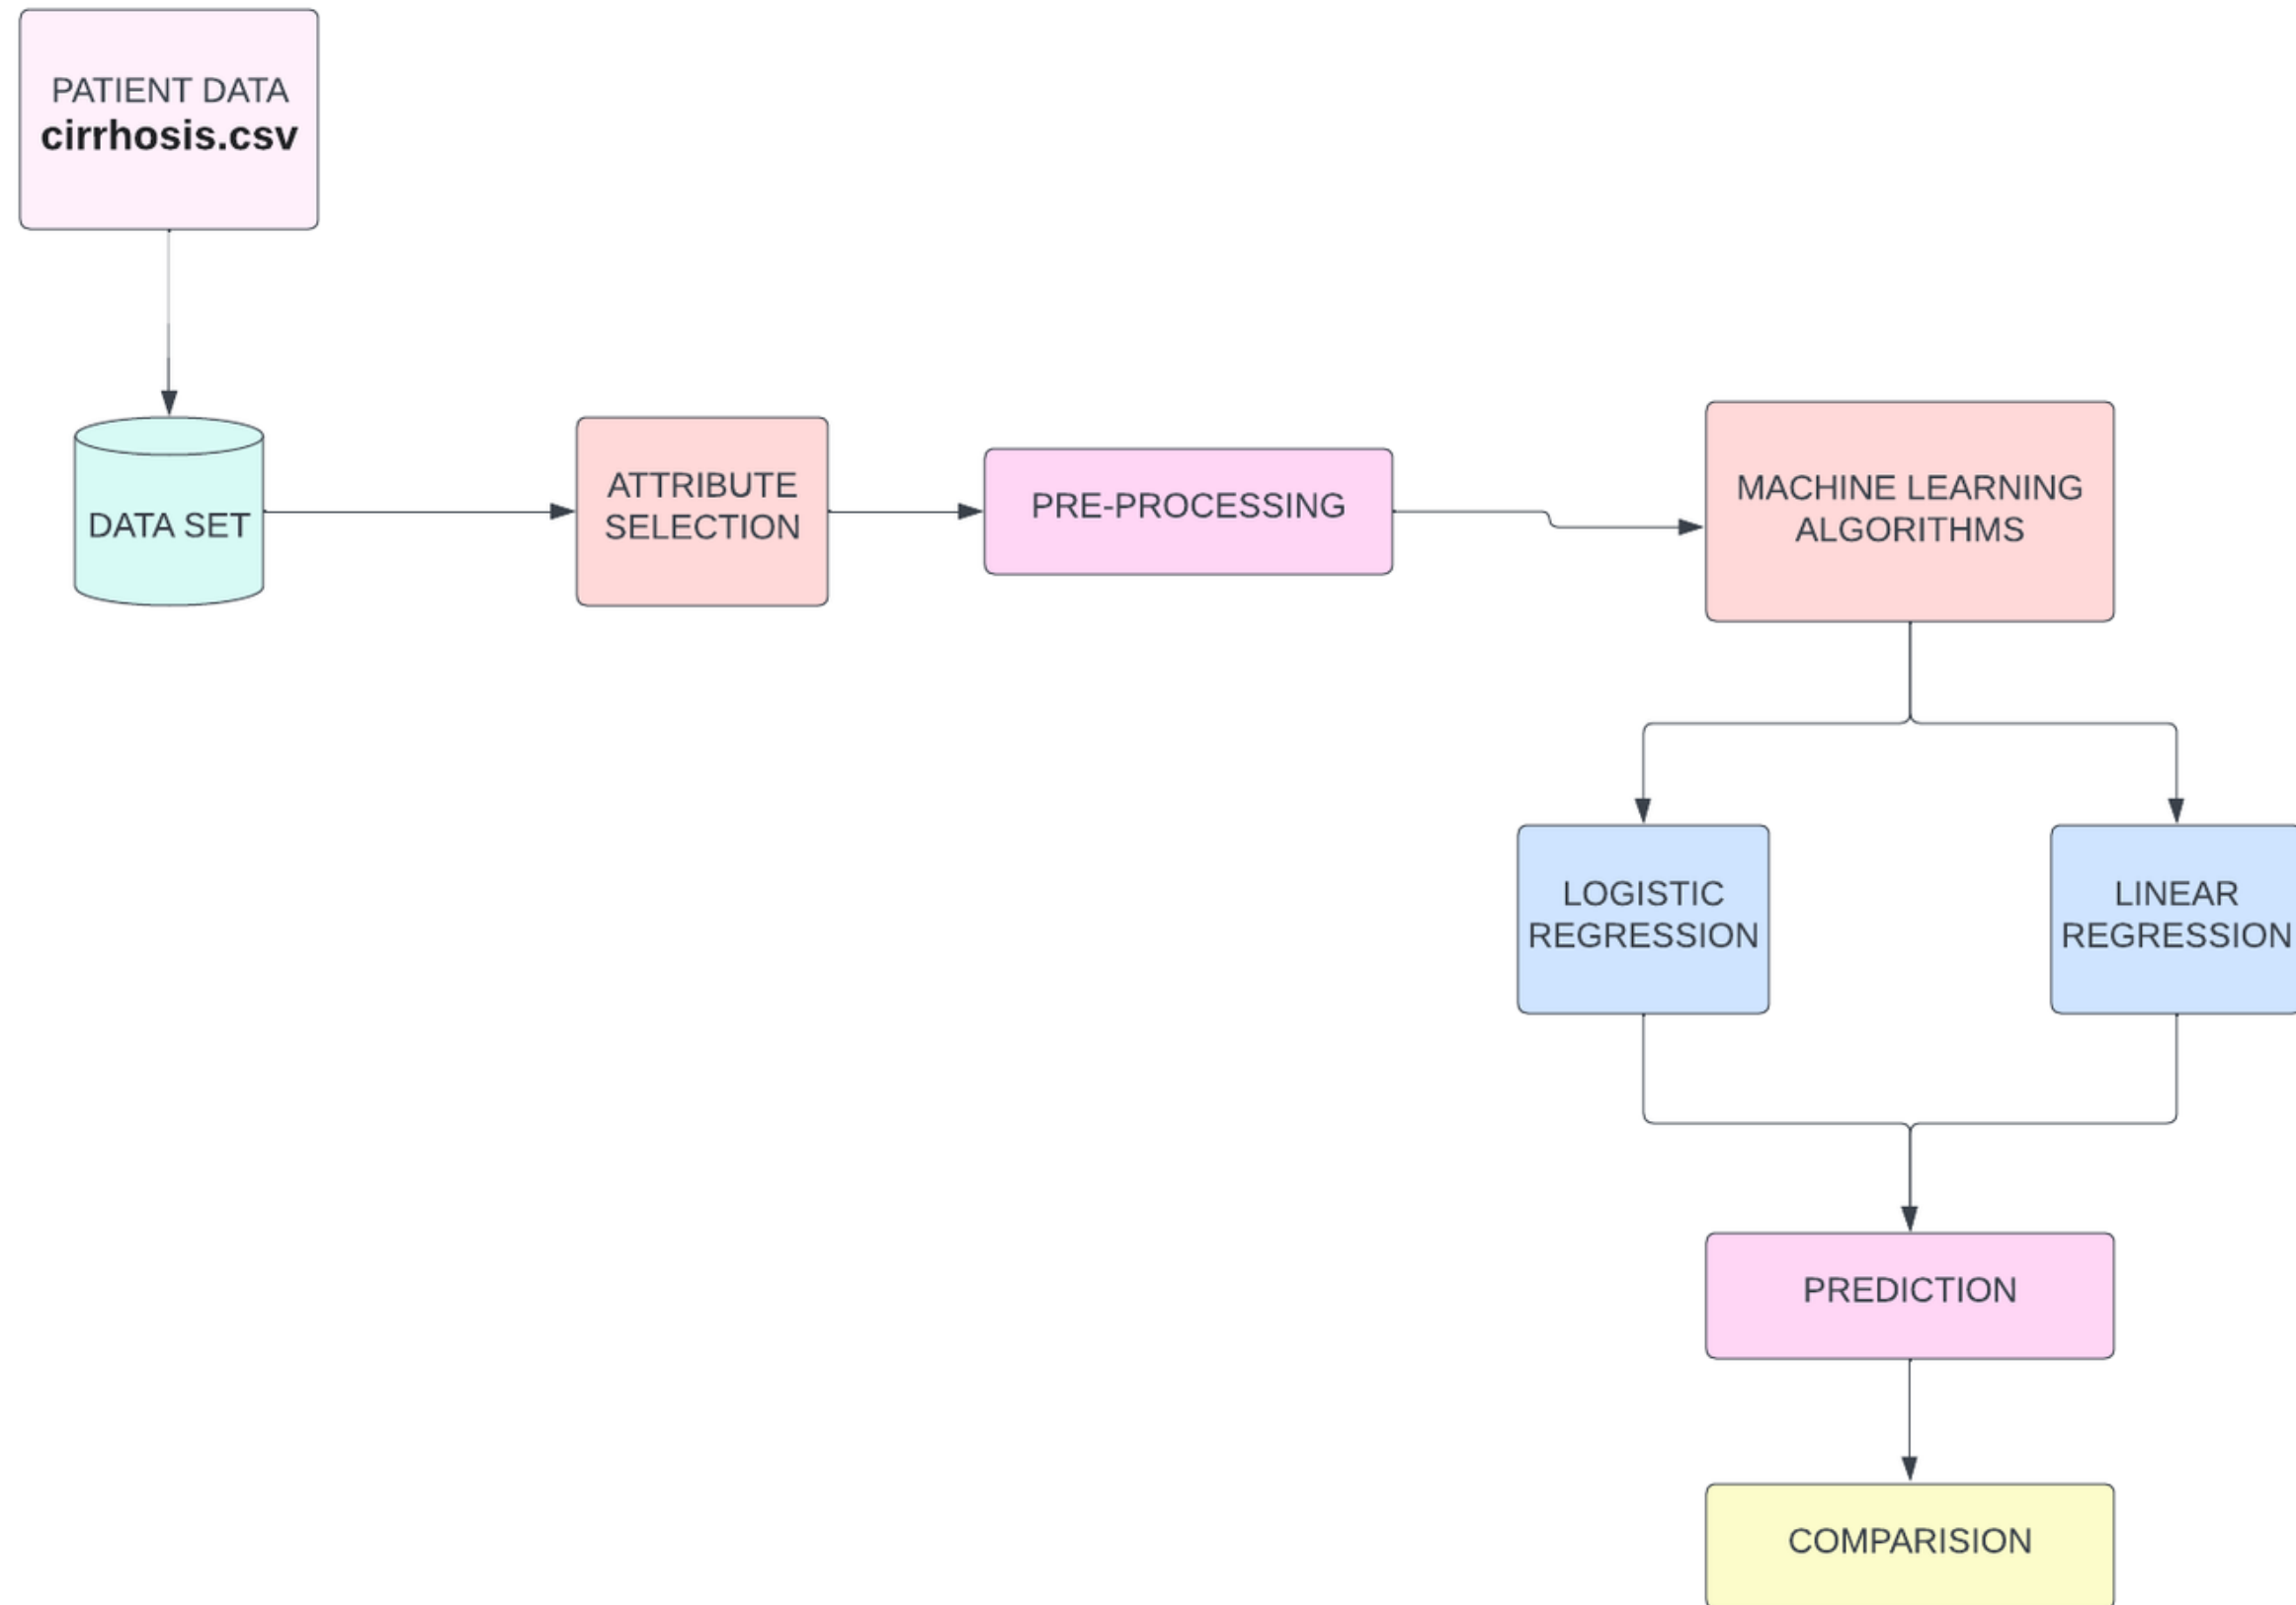 PATIENT DATA
cirrhosis.csv
DATA SET
ATTRIBUTE
SELECTION
PRE-PROCESSING
MACHINE LEARNING
ALGORITHMS
LOGISTIC
REGRESSION
LINEAR
REGRESSION
PREDICTION
COMPARISION